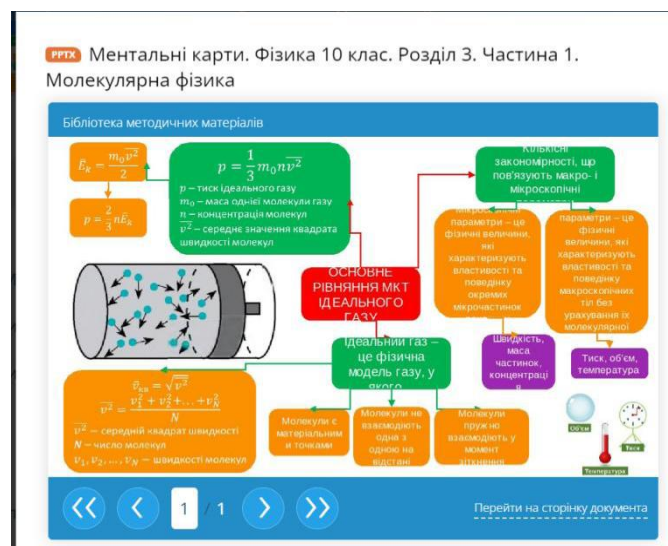 PPTX Ментальні карти. Фізика 10 клас. Розділ 3. Частина 1.
Молекулярна фізика
Бібліотека методичних матеріалів
Ēₖ = m₀v̅²̅ / 2
p = 2/3 nĒₖ
p = 1/3 m₀nv̅²̅
p – тиск ідеального газу
m₀ – маса однієї молекули газу
n – концентрація молекул
v̅²̅ – середнє значення квадрата
швидкості молекул
Кількісні
закономірності, що
пов'язують макро- і
мікроскопічні
параметри – це
фізичні величини,
які
характеризують
властивості та
поведінку
окремих
мікрочастинок
параметри – це
фізичні
величини, які
характеризують
властивості та
поведінку
макроскопічних
тіл без
урахування їх
молекулярної
ОСНОВНЕ
РІВНЯННЯ МКТ
ІДЕАЛЬНОГО
ГАЗУ
Ідеальний газ –
це фізична
модель газу, у
якого
Швидкість,
маса
частинок,
концентраці
я
Тиск, об'єм,
температура
v̄кв = √v̅²̅
v̅²̅ = (v₁² + v₂² + ... + v_N²) / N
v̅²̅ – середній квадрат швидкості
N – число молекул
v₁, v₂, ..., v_N – швидкості молекул
Молекули є
матеріальним
и точками
Молекули не
взаємодіють
одна з
одною на
відстані
Молекули
пружно
взаємодіють у
момент
зіткнення
Об'єм
Тиск
Температура
1 / 1
Перейти на сторінку документа